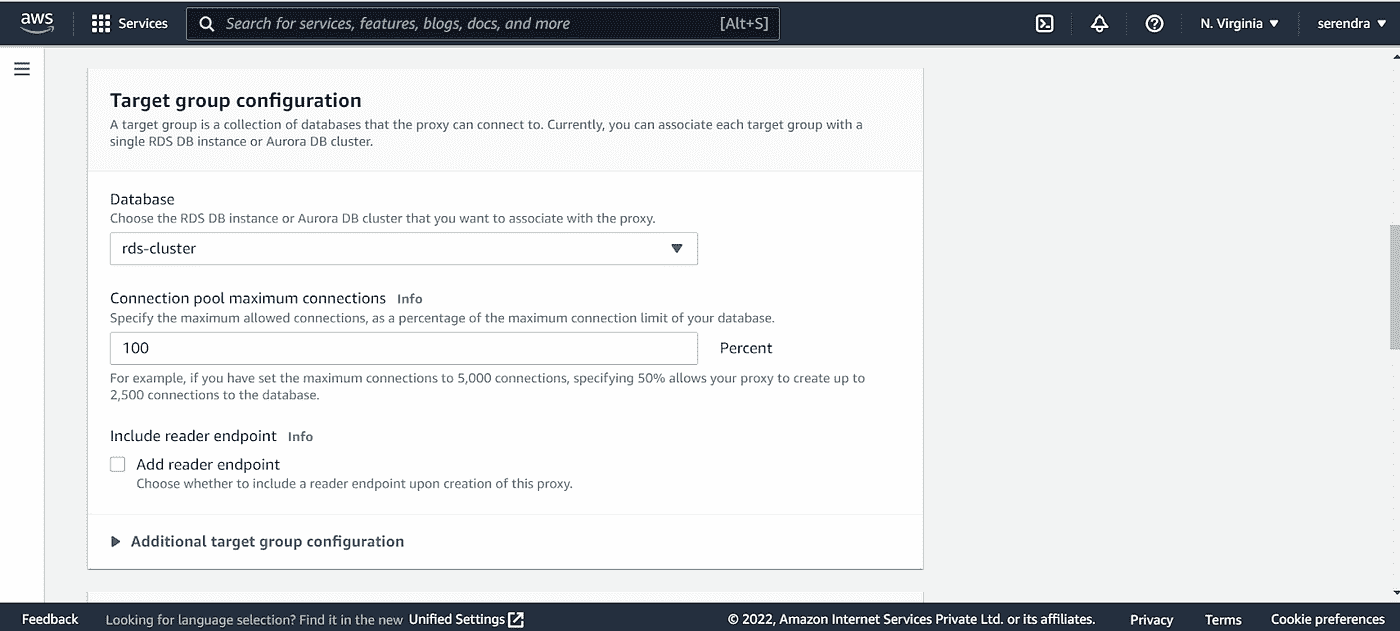 aws
Services
Search for services, features, blogs, docs, and more
[Alt+S]
N. Virginia
serendra
Target group configuration
A target group is a collection of databases that the proxy can connect to. Currently, you can associate each target group with a
single RDS DB instance or Aurora DB cluster.
Database
Choose the RDS DB instance or Aurora DB cluster that you want to associate with the proxy.
rds-cluster
Connection pool maximum connections Info
Specify the maximum allowed connections, as a percentage of the maximum connection limit of your database.
100
Percent
For example, if you have set the maximum connections to 5,000 connections, specifying 50% allows your proxy to create up to
2,500 connections to the database.
Include reader endpoint Info
Add reader endpoint
Choose whether to include a reader endpoint upon creation of this proxy.
Additional target group configuration
Feedback
Looking for language selection? Find it in the new Unified Settings
© 2022, Amazon Internet Services Private Ltd. or its affiliates.
Privacy
Terms
Cookie preferences